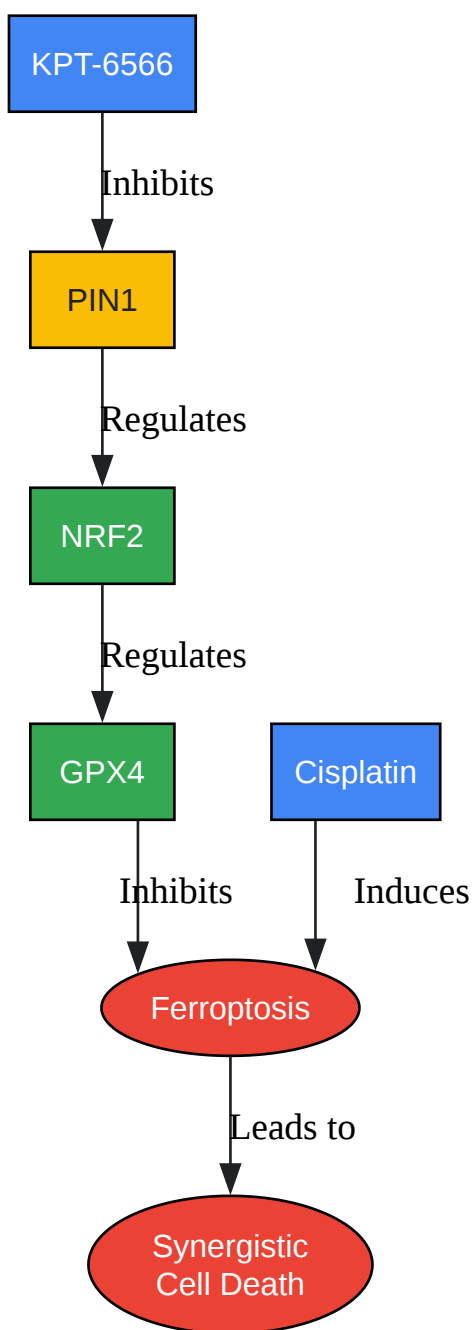 KPT-6566
Inhibits
PIN1
Regulates
NRF2
Regulates
GPX4
Cisplatin
Inhibits
Induces
Ferroptosis
Leads to
Synergistic
Cell Death